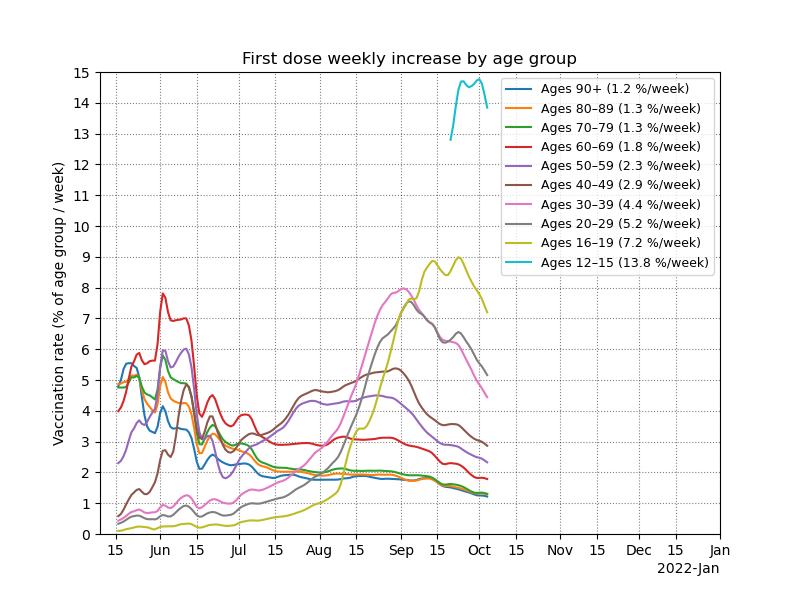 First dose weekly increase by age group
Vaccination rate (% of age group / week)
15
14
13
12
11
10
9
8
7
6
5
4
3
2
1
0
Ages 90+ (1.2 %/week)
Ages 80–89 (1.3 %/week)
Ages 70–79 (1.3 %/week)
Ages 60–69 (1.8 %/week)
Ages 50–59 (2.3 %/week)
Ages 40–49 (2.9 %/week)
Ages 30–39 (4.4 %/week)
Ages 20–29 (5.2 %/week)
Ages 16–19 (7.2 %/week)
Ages 12–15 (13.8 %/week)
15 Jun 15 Jul 15 Aug 15 Sep 15 Oct 15 Nov 15 Dec 15 Jan
2022-Jan